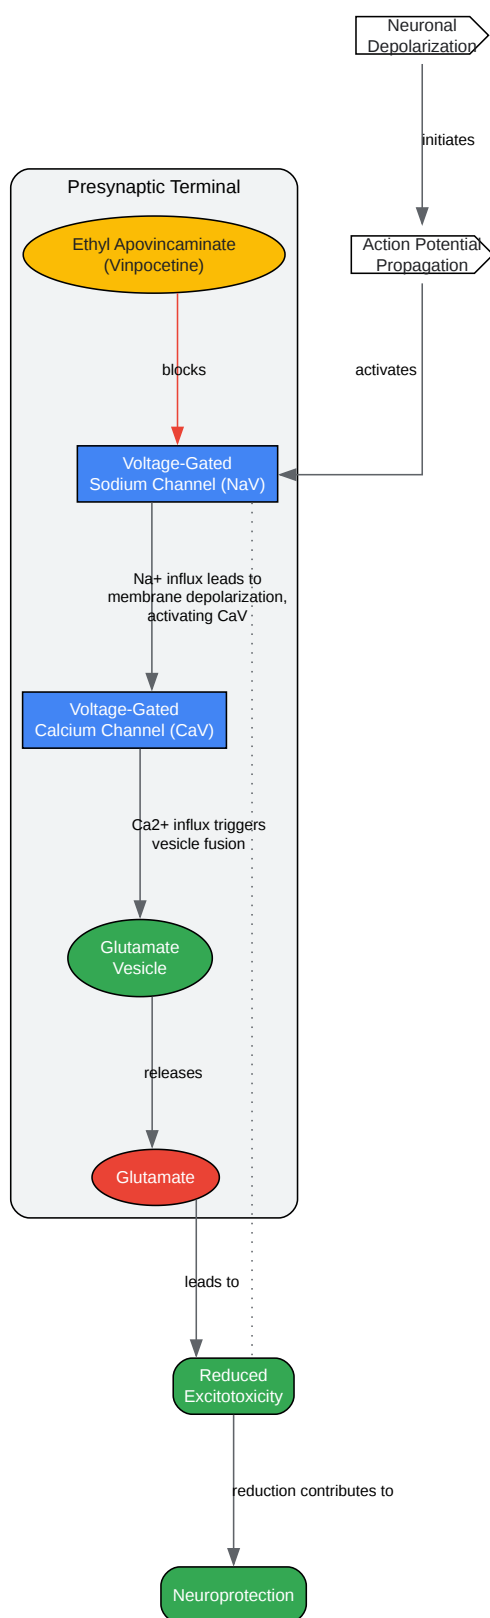 Neuronal
Depolarization
initiates
Presynaptic Terminal
Ethyl Apovincaminate
(Vinpocetine)
Action Potential
Propagation
blocks
activates
Voltage-Gated
Sodium Channel (NaV)
Na+ influx leads to
membrane depolarization,
activating CaV
Voltage-Gated
Calcium Channel (CaV)
Ca2+ influx triggers
vesicle fusion
Glutamate
Vesicle
releases
Glutamate
leads to
Reduced
Excitotoxicity
reduction contributes to
Neuroprotection